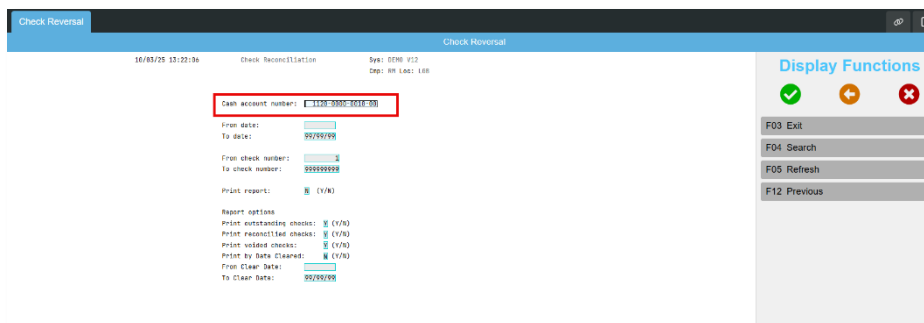 Check Reversal
Check Reversal
10/03/25 13:22:06 Check Reconciliation Sys: DEMO V12
Cmp: RM Loc: LOR
Cash account number: 1120-0000-0010-00
From date:
To date: 99/99/99
From check number: 1
To check number: 999999999
Print report: N (Y/N)
Report options
Print outstanding checks: Y (Y/N)
Print reconciled checks: Y (Y/N)
Print voided checks: Y (Y/N)
Print by Date Cleared: N (Y/N)
From Clear Date:
To Clear Date: 99/99/99
Display Functions
F03 Exit
F04 Search
F05 Refresh
F12 Previous